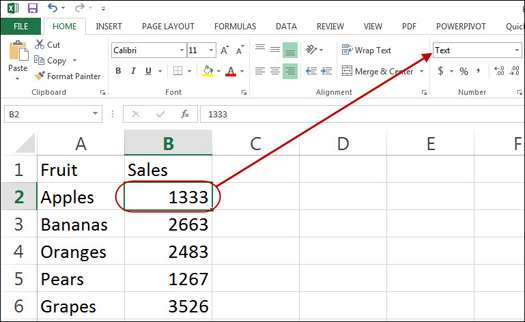 FILE HOME INSERT PAGE LAYOUT FORMULAS DATA REVIEW VIEW PDF POWERPIVOT Quick
Cut
Copy
Format Painter
Paste
Calibri 11
B I U
A A
Wrap Text
Merge & Center
Text
$ % ,
Clipboard Font Alignment Number
B2 fx 1333
A B C D E F
1 Fruit Sales
2 Apples 1333
3 Bananas 2663
4 Oranges 2483
5 Pears 1267
6 Grapes 3526